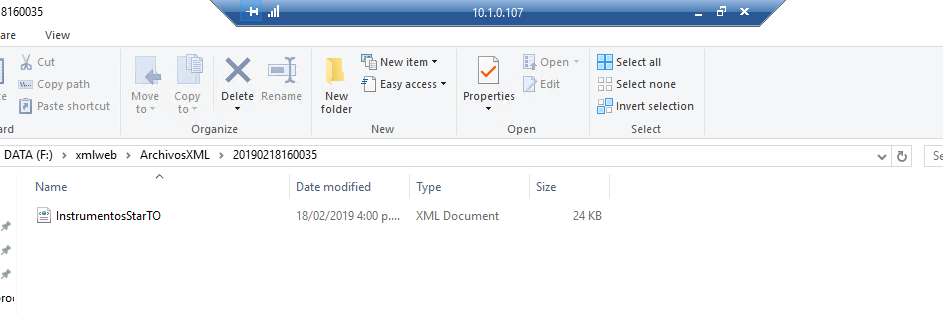 8160035
10.1.0.107
are View
Cut
Copy path
Paste shortcut
ard
Move to
Copy to
Delete
Rename
Organize
New folder
New item
Easy access
New
Properties
Open
Edit
Open
Select all
Select none
Invert selection
Select
DATA (F:) > xmlweb > ArchivosXML > 20190218160035
Se
Name Date modified Type Size
InstrumentosStarTO 18/02/2019 4:00 p.... XML Document 24 KB
proc